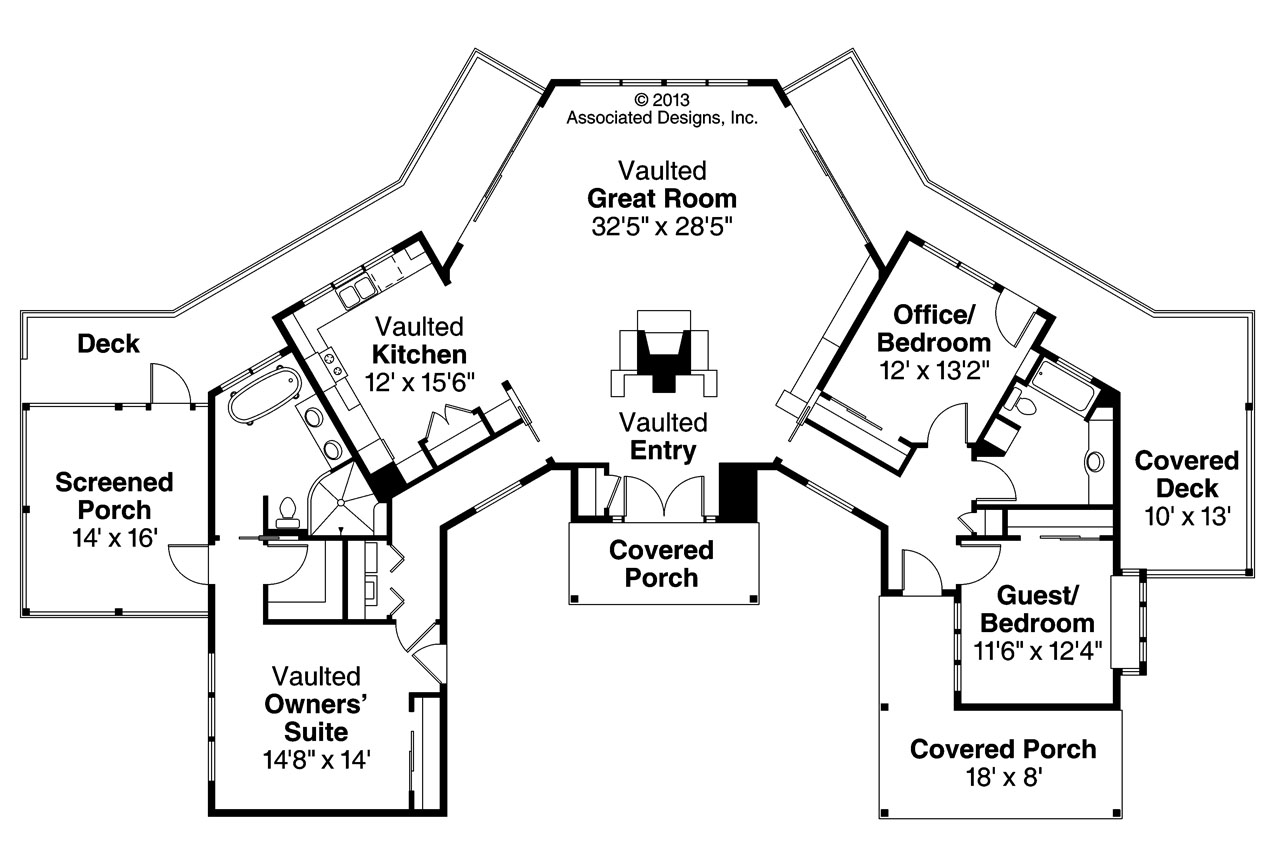 © 2013
Associated Designs, Inc.
Vaulted
Great Room
32'5" x 28'5"
Vaulted
Kitchen
12' x 15'6"
Office/
Bedroom
12' x 13'2"
Deck
Vaulted
Entry
Screened
Porch
14' x 16'
Covered
Deck
10' x 13'
Covered
Porch
Guest/
Bedroom
11'6" x 12'4"
Vaulted
Owners’
Suite
14'8" x 14'
Covered Porch
18' x 8'